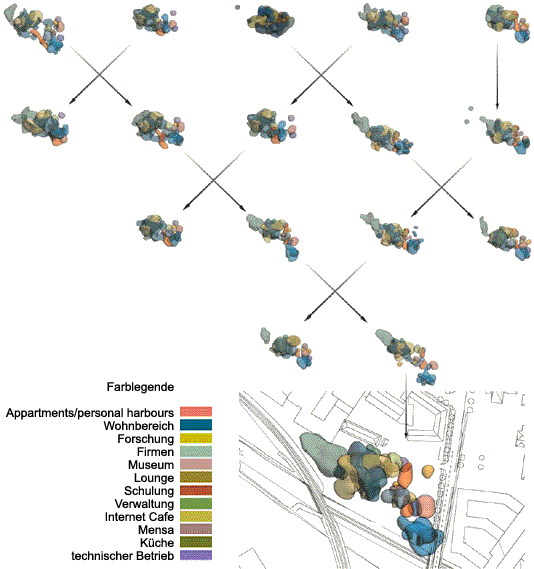 Farblegende
Appartments/personal harbours
Wohnbereich
Forschung
Firmen
Museum
Lounge
Schulung
Verwaltung
Internet Cafe
Mensa
Küche
technischer Betrieb